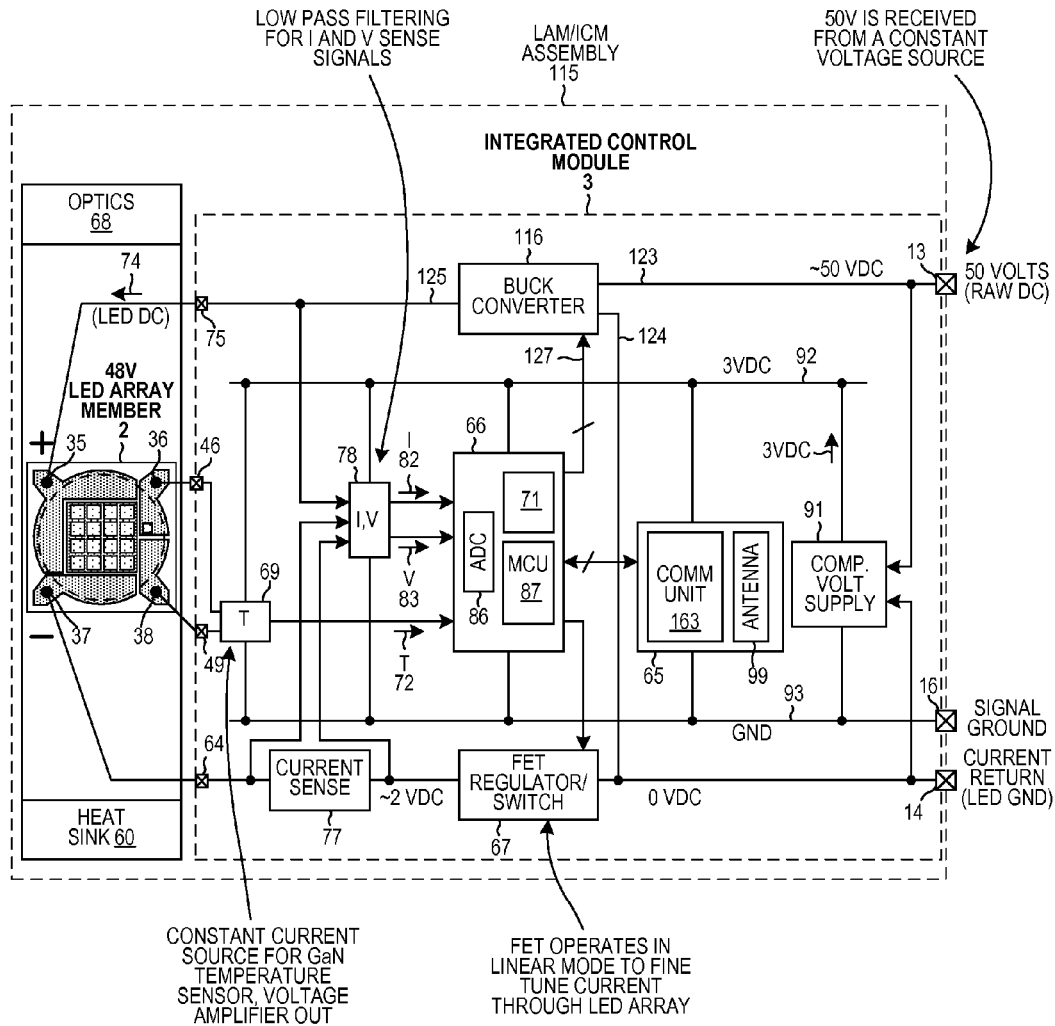 LOW PASS FILTERING
FOR I AND V SENSE
SIGNALS
LAM/ICM
ASSEMBLY
115
50V IS RECEIVED
FROM A CONSTANT
VOLTAGE SOURCE
INTEGRATED CONTROL
MODULE
3
OPTICS
68
74
(LED DC)
75
125
116
BUCK
CONVERTER
123
~50 VDC
13
50 VOLTS
(RAW DC)
127
124
3VDC
92
48V
LED ARRAY
MEMBER
2
+
35
36
46
78
I,V
I
82
V
83
66
71
ADC
86
MCU
87
3VDC
91
COMP.
VOLT
SUPPLY
COMM
UNIT
163
ANTENNA
65
99
69
T
T
72
–
37
38
49
93
GND
16
SIGNAL
GROUND
64
CURRENT
SENSE
77
~2 VDC
FET
REGULATOR/
SWITCH
67
0 VDC
14
CURRENT
RETURN
(LED GND)
HEAT
SINK 60
CONSTANT CURRENT
SOURCE FOR GaN
TEMPERATURE
SENSOR, VOLTAGE
AMPLIFIER OUT
FET OPERATES IN
LINEAR MODE TO FINE
TUNE CURRENT
THROUGH LED ARRAY